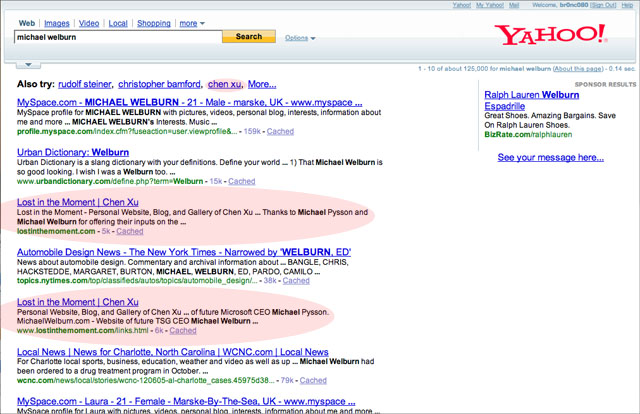 Yahoo! My Yahoo! Mail Welcome, br0nc080 [Sign Out] Help
Web Images Video Local Shopping more
michael welburn Search Options
YAHOO!
1 - 10 of about 125,000 for michael welburn (About this page) - 0.14 sec.
Also try: rudolf steiner, christopher bamford, chen xu, More...
MySpace.com - MICHAEL WELBURN - 21 - Male - marske, UK - www.myspace ...
MySpace profile for MICHAEL WELBURN with pictures, videos, personal blog, interests, information about
me and more ... MICHAEL WELBURN's Interests. Music ...
profile.myspace.com/index.cfm?fuseaction=user.viewprofile&... - 159k - Cached
Urban Dictionary: Welburn
Urban Dictionary is a slang dictionary with your definitions. Define your world ... 1) That Michael Welburn is
so good looking. I wish I was a Welburn too. ...
www.urbandictionary.com/define.php?term=Welburn - 15k - Cached
Lost in the Moment | Chen Xu
Lost in the Moment - Personal Website, Blog, and Gallery of Chen Xu ... Thanks to Michael Pysson and
Michael Welburn for offering their inputs on the ...
lostinthemoment.com - 5k - Cached
Automobile Design News - The New York Times - Narrowed by 'WELBURN, ED'
News about automobile design. Commentary and archival information about ... BANGLE, CHRIS,
HACKSTEDDE, MARGARET, BURTON, MICHAEL, WELBURN, ED, PARDO, CAMILO ...
topics.nytimes.com/top/classifieds/autos/topics/automobile_design/ - 38k - Cached
Lost in the Moment | Chen Xu
Personal Website, Blog, and Gallery of Chen Xu ... of future Microsoft CEO Michael Pysson.
MichaelWelburn.com - Website of future TSG CEO Michael Welburn ...
www.lostinthemoment.com/links.html - 6k - Cached
Local News | News for Charlotte, North Carolina | WCNC.com | Local News
For Charlotte local sports, business, education, weather and video as well as up ... Michael Welburn had
been ordered to a drug treatment program in October. ...
wcnc.com/news/local/stories/wcnc-120605-al-charlotte_cases.45975d38... - 79k - Cached
MySpace.com - Laura - 21 - Female - Marske-By-The-Sea, UK - www.myspace ...
MySpace profile for Laura with pictures, videos, personal blog, interests, information about me and more
SPONSOR RESULTS
Ralph Lauren Welburn
Espadrille
Great Shoes. Amazing Bargains. Save
On Ralph Lauren Shoes.
BizRate.com/ralphlauren
See your message here...